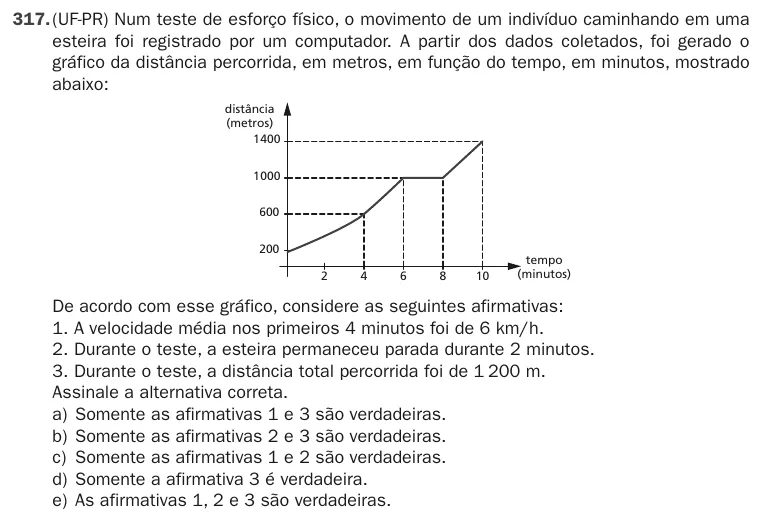 317. (UF-PR) Num teste de esforço físico, o movimento de um indivíduo caminhando em uma
esteira foi registrado por um computador. A partir dos dados coletados, foi gerado o
gráfico da distância percorrida, em metros, em função do tempo, em minutos, mostrado
abaixo:
distância
(metros)
1400
1000
600
200
2 4 6 8 10
tempo
(minutos)
De acordo com esse gráfico, considere as seguintes afirmativas:
1. A velocidade média nos primeiros 4 minutos foi de 6 km/h.
2. Durante o teste, a esteira permaneceu parada durante 2 minutos.
3. Durante o teste, a distância total percorrida foi de 1 200 m.
Assinale a alternativa correta.
a) Somente as afirmativas 1 e 3 são verdadeiras.
b) Somente as afirmativas 2 e 3 são verdadeiras.
c) Somente as afirmativas 1 e 2 são verdadeiras.
d) Somente a afirmativa 3 é verdadeira.
e) As afirmativas 1, 2 e 3 são verdadeiras.